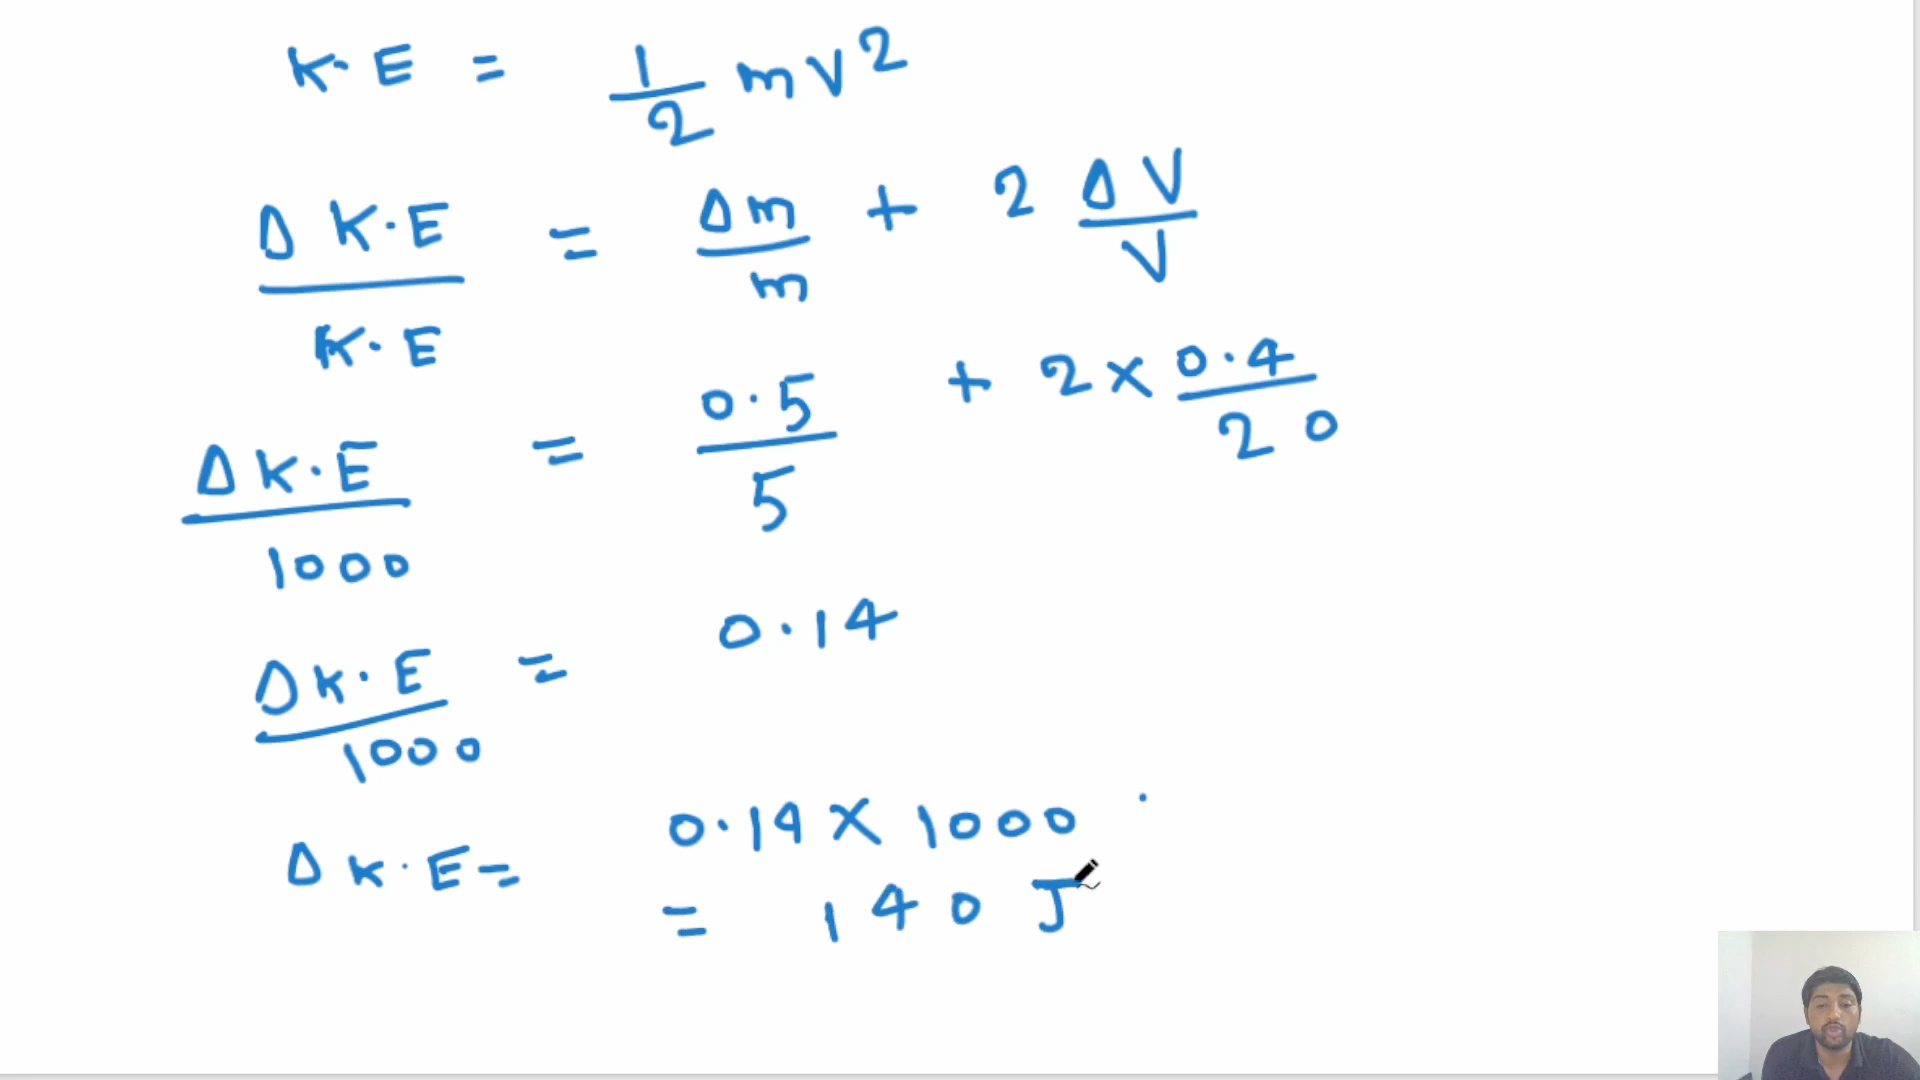 K.E = 1/2 mV²
ΔK.E/K.E = Δm/m + 2 ΔV/V
ΔK.E/1000 = 0.5/5 + 2 × 0.4/20
ΔK.E/1000 = 0.14
ΔK.E = 0.14 × 1000
= 140 J